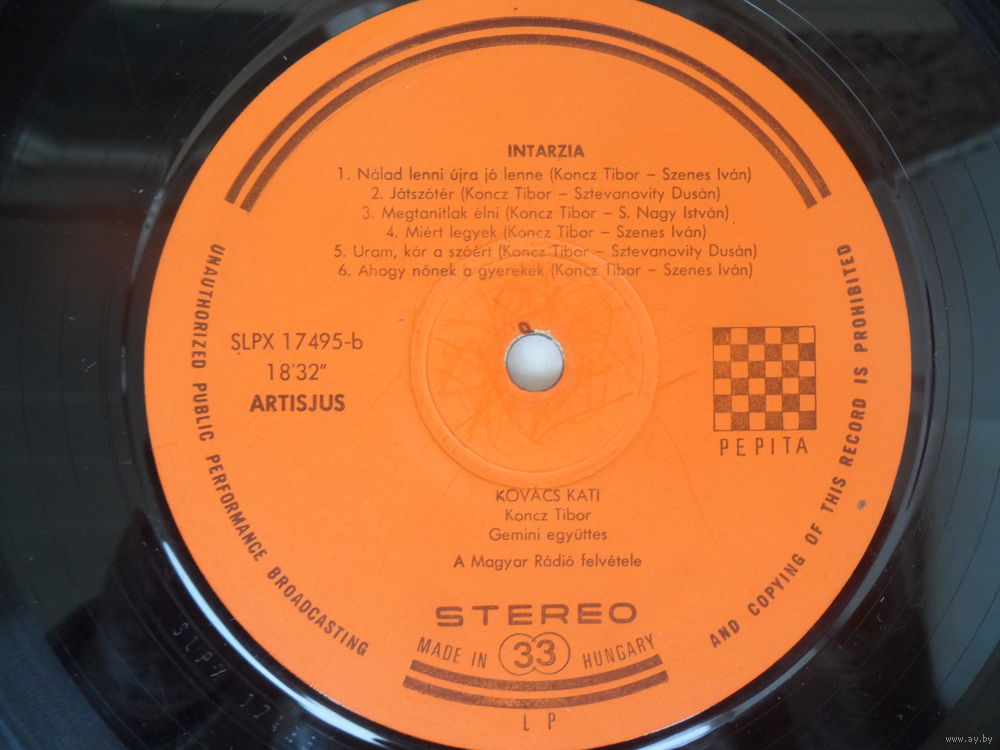 INTARZIA
1. Nálad lenni újra jó lenne (Koncz Tibor – Szenes Iván)
2. Játszótér (Koncz Tibor – Sztevanovity Dusán)
3. Megtanítlak élni (Koncz Tibor – S. Nagy István)
4. Miért legyek (Koncz Tibor – Szenes Iván)
5. Uram, kár a szóért (Koncz Tibor – Sztevanovity Dusán)
6. Ahogy nőnek a gyerekek (Koncz Tibor – Szenes Iván)
SLPX 17495-b
18'32"
ARTISJUS
PEPITA
KOVÁCS KATI
Koncz Tibor
Gemini együttes
A Magyar Rádió felvétele
STEREO
MADE IN 33 HUNGARY
LP
UNAUTHORIZED PUBLIC PERFORMANCE BROADCASTING
AND COPYING OF THIS RECORD IS PROHIBITED
www.ay.by